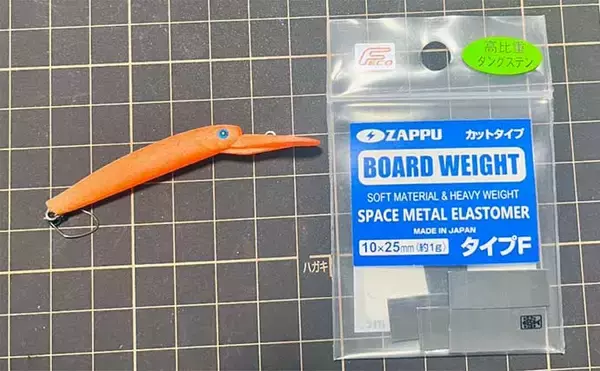 FECO
高比重
タングステン
ZAPPU カットタイプ
BOARD WEIGHT
SOFT MATERIAL & HEAVY WEIGHT
SPACE METAL ELASTOMER
MADE IN JAPAN
10×25mm(約1g) タイプF
ハガキ